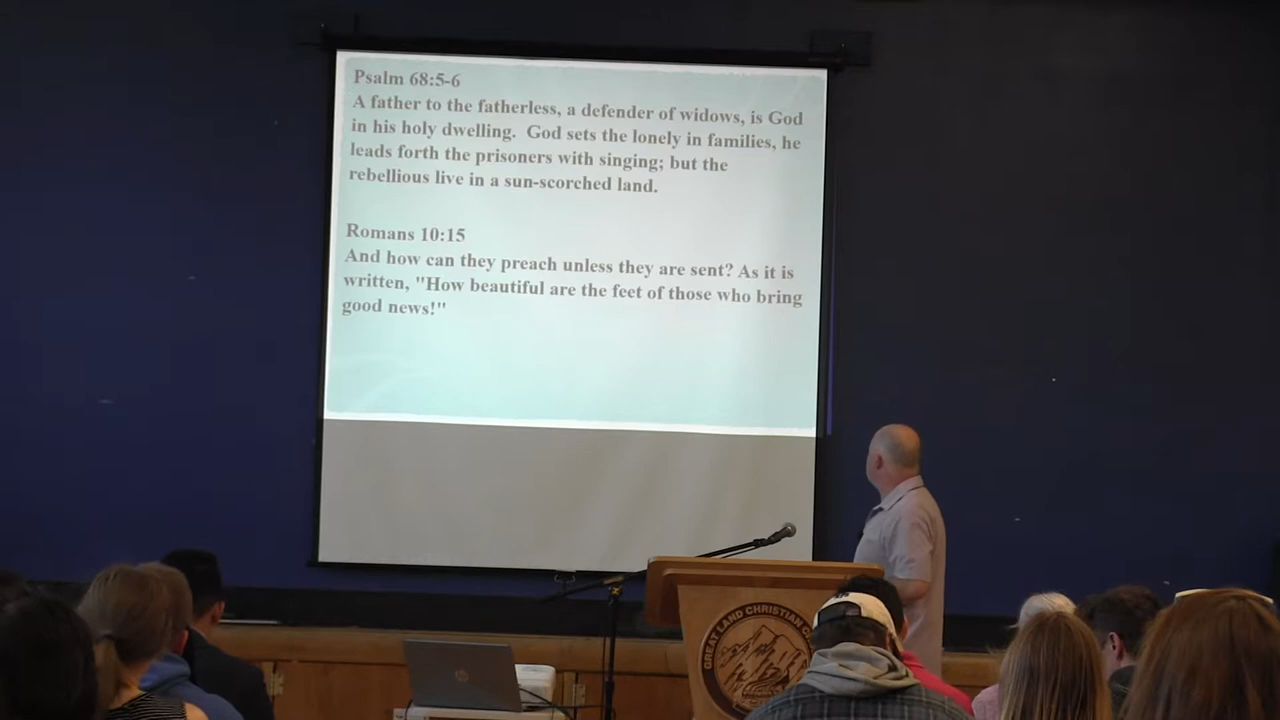 Psalm 68:5-6
A father to the fatherless, a defender of widows, is God
in his holy dwelling.  God sets the lonely in families, he
leads forth the prisoners with singing; but the
rebellious live in a sun-scorched land.
Romans 10:15
And how can they preach unless they are sent? As it is
written, "How beautiful are the feet of those who bring
good news!"
GREAT LAND CHRISTIAN